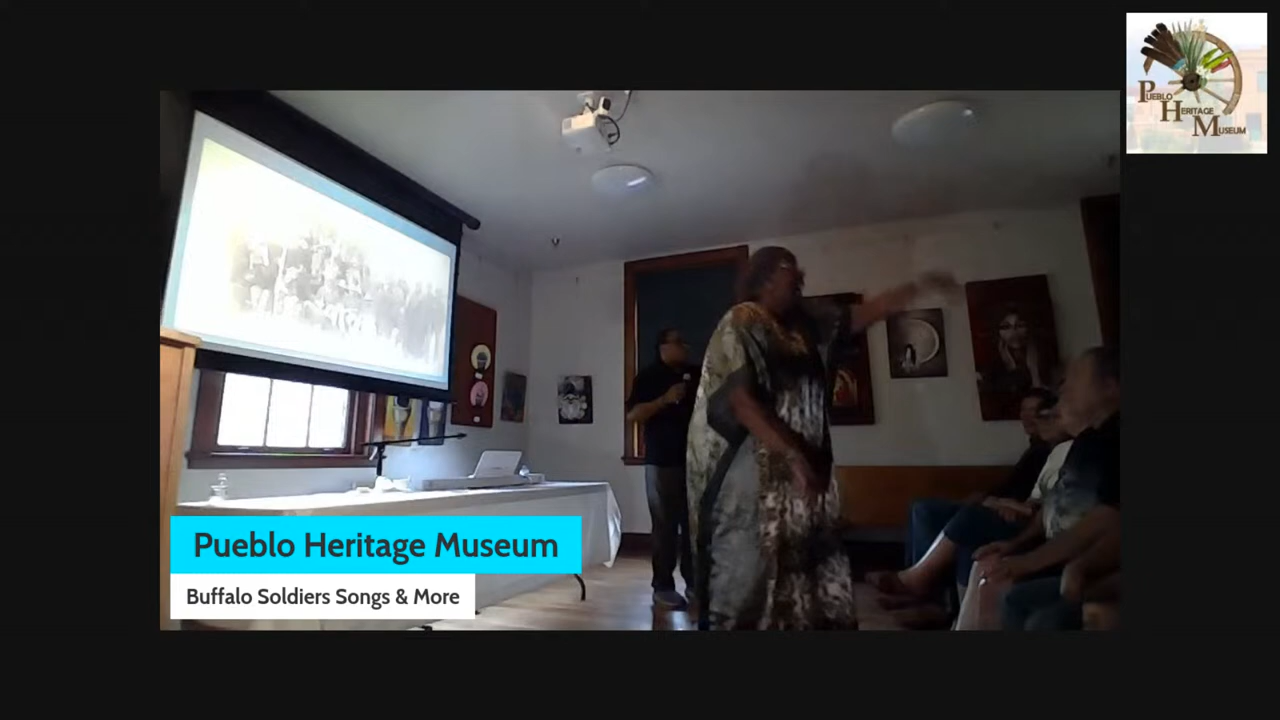 PUEBLO
HERITAGE
MUSEUM
Pueblo Heritage Museum
Buffalo Soldiers Songs & More